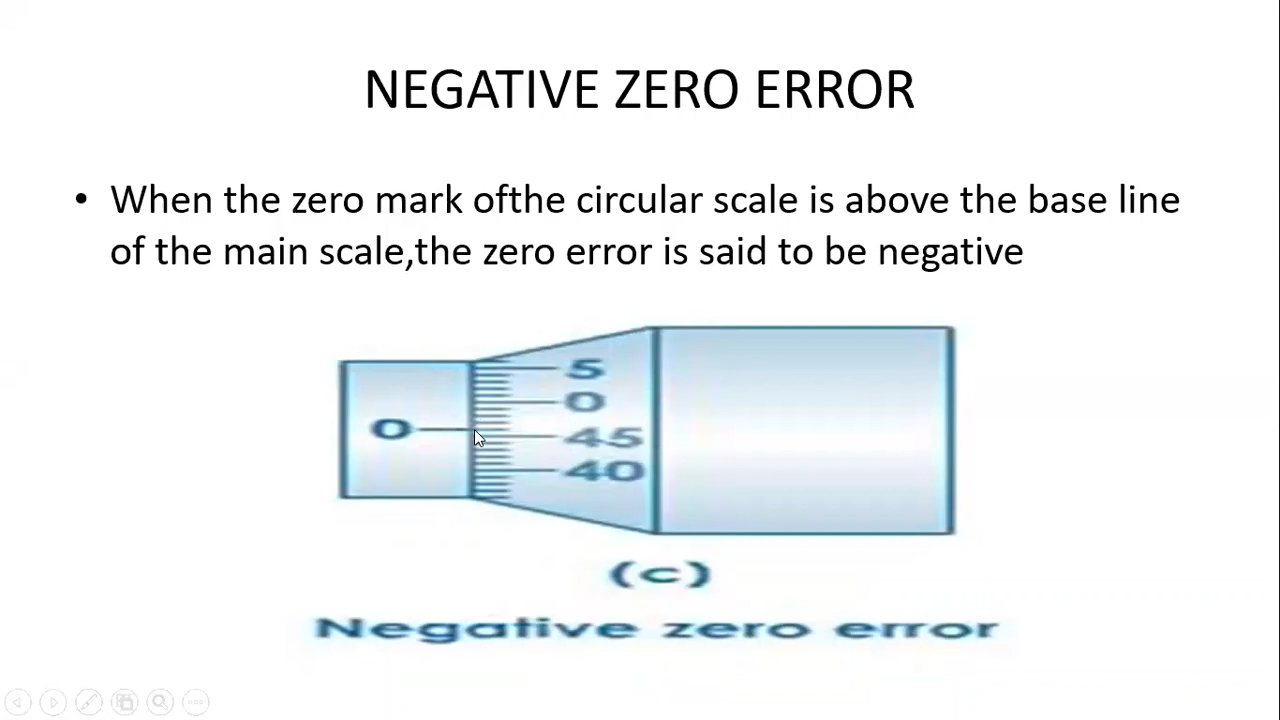 NEGATIVE ZERO ERROR
• When the zero mark ofthe circular scale is above the base line
of the main scale,the zero error is said to be negative
5
0
0
45
40
(c)
Negative zero error